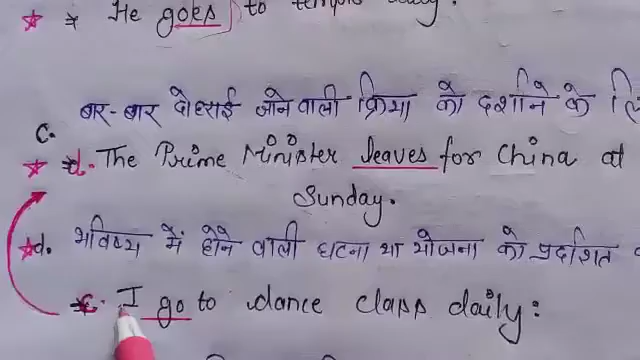 * * He goes to temple daily.
c. बार-बार दोहराई जाने वाली क्रिया को दर्शाने के
* d. The Prime Minister leaves for China at
Sunday.
*d. भविष्य में होने वाली घटना या योजना को प्रदर्शित
* c. I go to dance class daily: